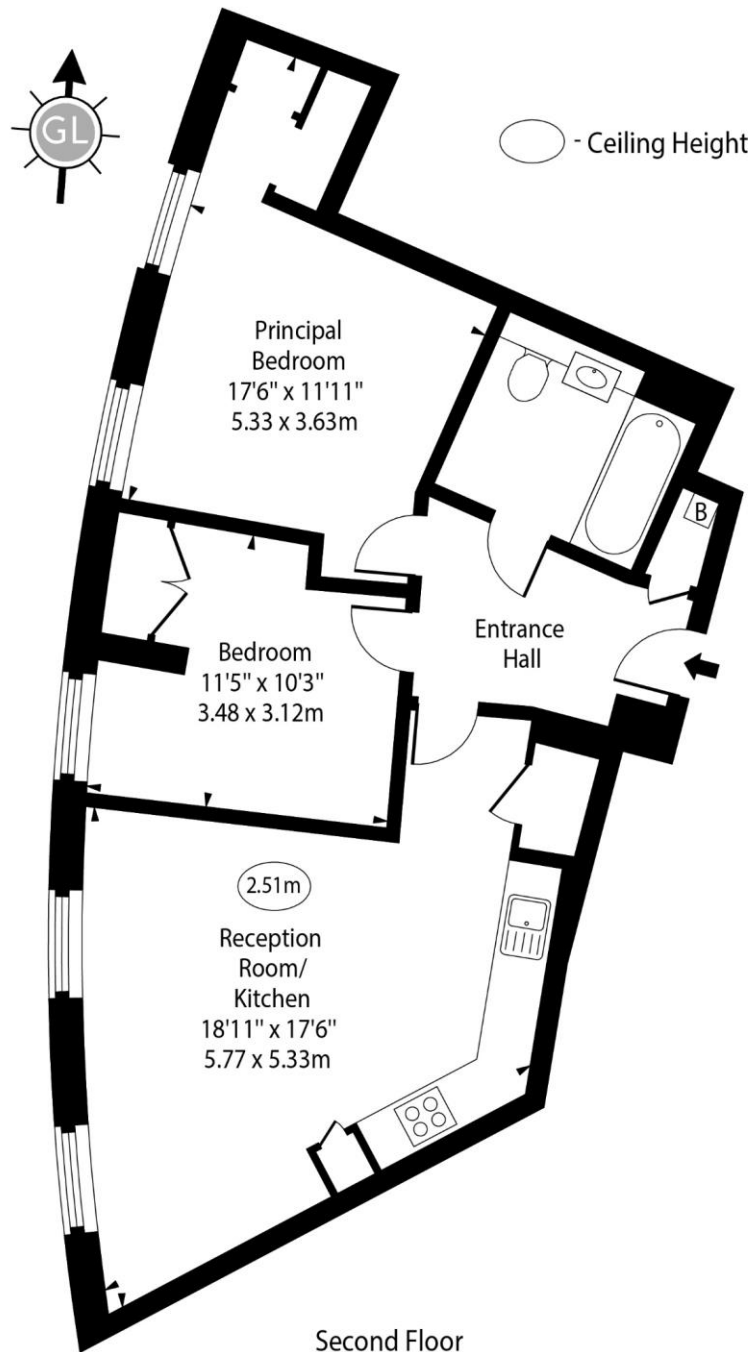 GL
- Ceiling Height
Principal
Bedroom
17'6" x 11'11"
5.33 x 3.63m
B
Entrance
Hall
Bedroom
11'5" x 10'3"
3.48 x 3.12m
2.51m
Reception
Room/
Kitchen
18'11" x 17'6"
5.77 x 5.33m
Second Floor